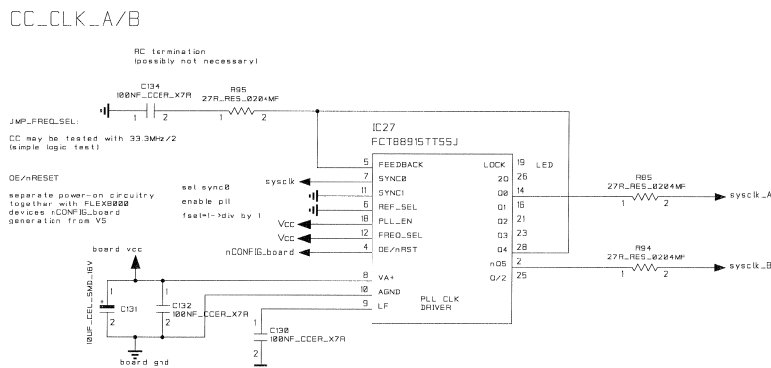 CC_CLK_A/B
RC termination
(possibly not necessary)
C134
100NF_CCER_X7R
1 2
R95
27R_RES_0204MF
1 2
JMP_FREQ_SEL:
CC may be tested with 33.3MHz/2
(simple logic test)
OE/nRESET
separate power-on circuitry
together with FLEX8000
devices nCONFIG_board
generation from V5
sel sync0
enable pll
fsel=1->div by 1
IC27
FCT88915TT55J
5 FEEDBACK
sysclk 7 SYNC0
11 SYNC1
6 REF_SEL
Vcc 18 PLL_EN
Vcc 12 FREQ_SEL
nCONFIG_board 4 OE/nRST
8 VA+
10 AGND
9 LF
PLL CLK
DRIVER
LOCK 19 LED
2Q 26
Q0 14
Q1 16
Q2 21
Q3 23
Q4 28
nQ5 2
Q/2 25
R85
27R_RES_0204MF
1 2
sysclk_A
R94
27R_RES_0204MF
1 2
sysclk_B
board vcc
10UF_CEL_SMD_16V
+
1
C131
2
1
C132
100NF_CCER_X7R
2
board gnd
1
C130
100NF_CCER_X7R
2